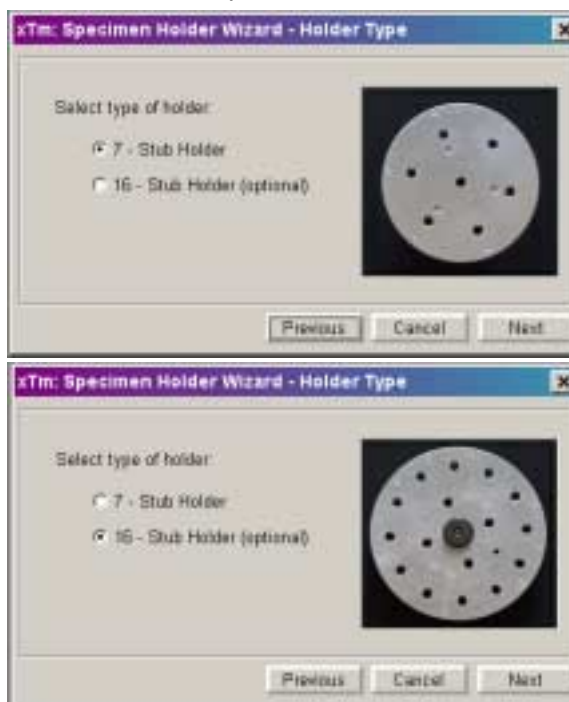 xTm: Specimen Holder Wizard - Holder Type
Select type of holder:
7 - Stub Holder
16 - Stub Holder (optional)
Previous Cancel Next
xTm: Specimen Holder Wizard - Holder Type
Select type of holder:
7 - Stub Holder
16 - Stub Holder (optional)
Previous Cancel Next